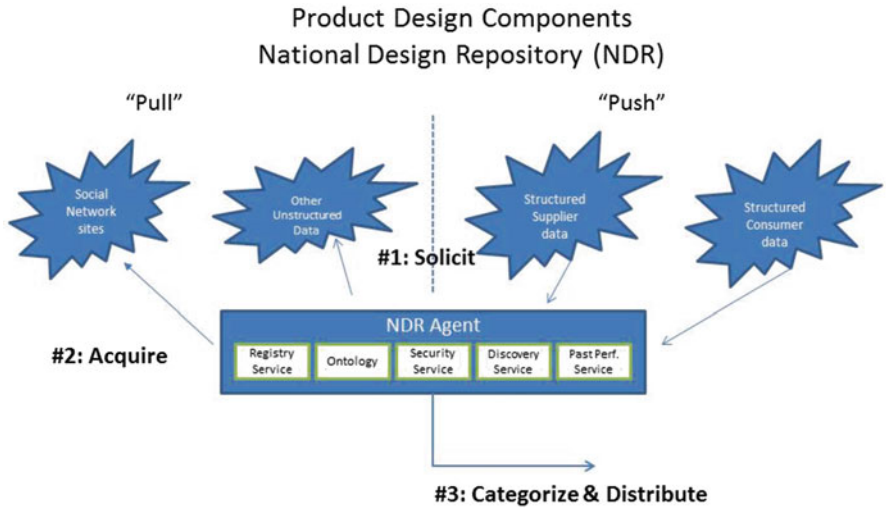 Product Design Components
National Design Repository (NDR)
“Pull”
“Push”
Social
Network
sites
Other
Unstructured
Data
Structured
Supplier
data
Structured
Consumer
data
#1: Solicit
NDR Agent
#2: Acquire
Registry
Service
Ontology
Security
Service
Discovery
Service
Past Perf.
Service
#3: Categorize & Distribute